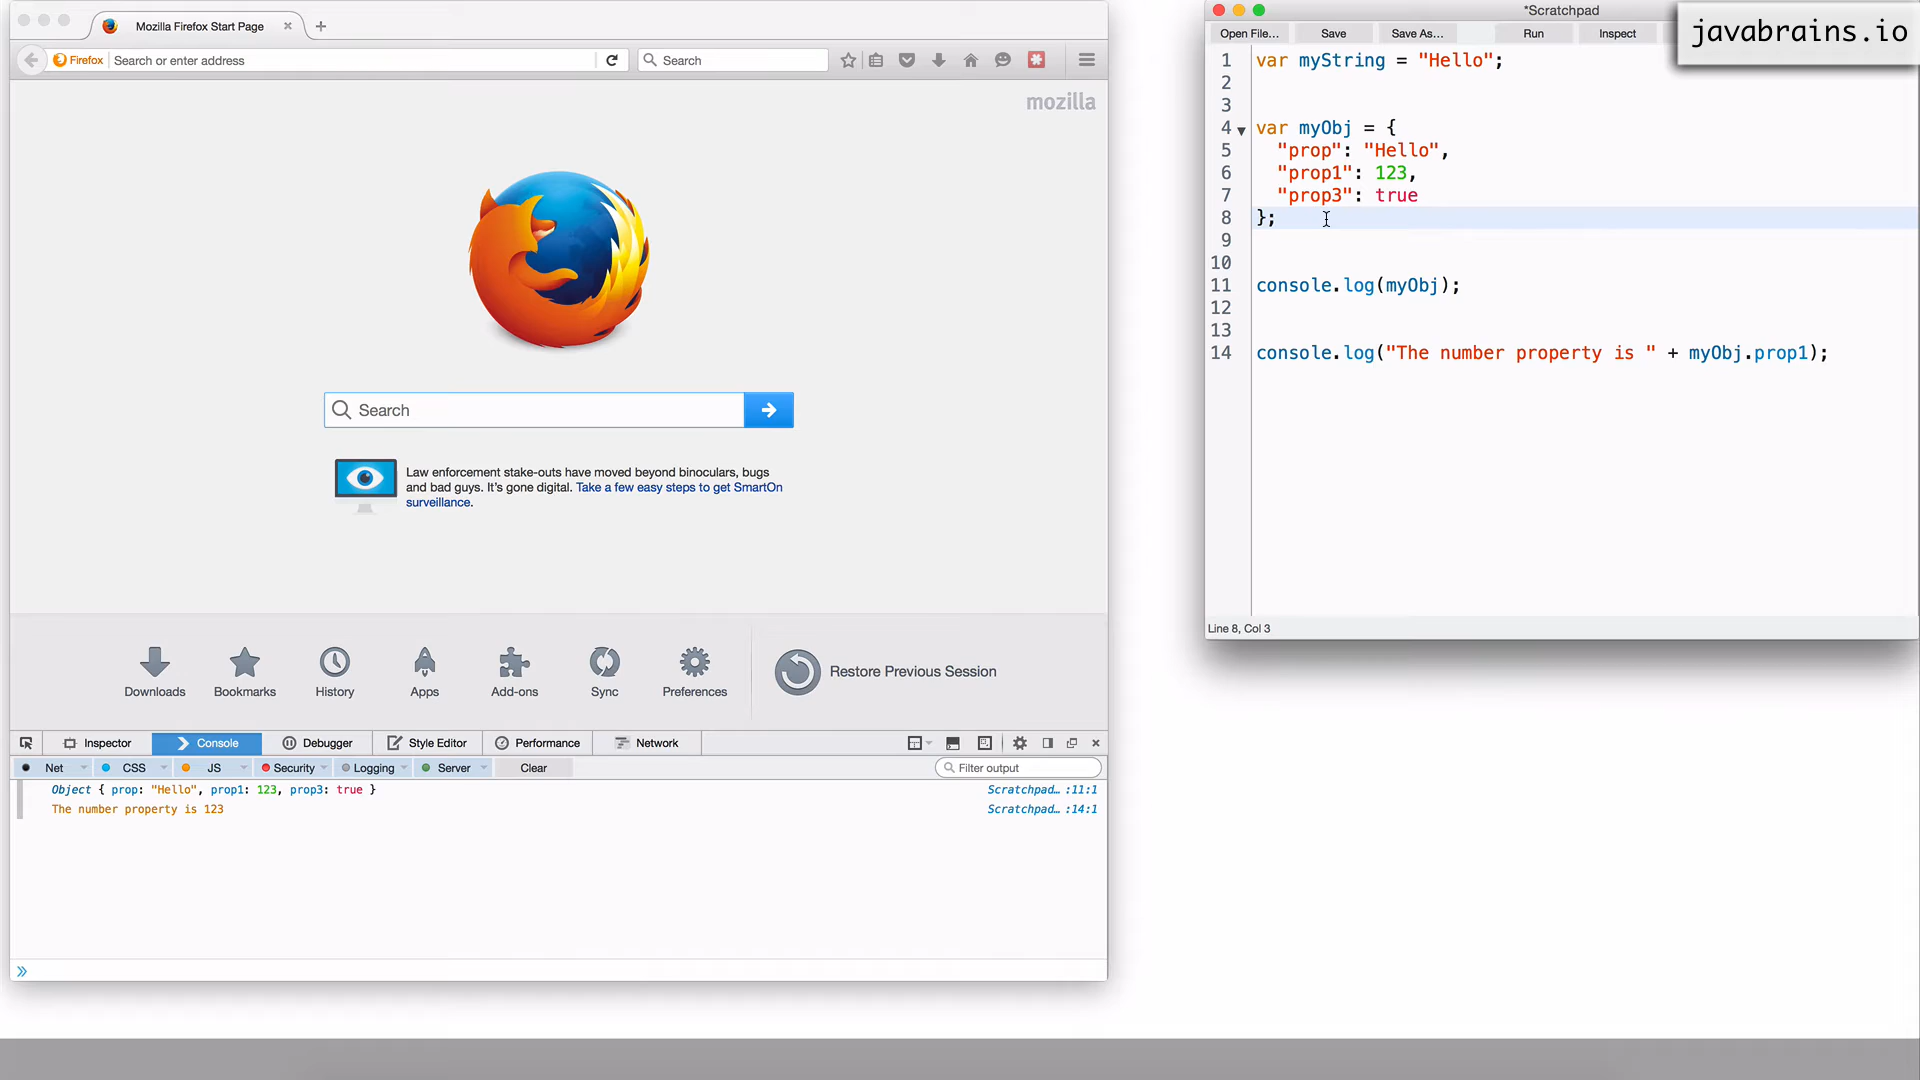 Mozilla Firefox Start Page
Firefox
Search or enter address
Search
mozilla
Search
Law enforcement stake-outs have moved beyond binoculars, bugs
and bad guys. It's gone digital. Take a few easy steps to get SmartOn
surveillance.
Downloads
Bookmarks
History
Apps
Add-ons
Sync
Preferences
Restore Previous Session
Inspector
Console
Debugger
Style Editor
Performance
Network
Net
CSS
JS
Security
Logging
Server
Clear
Filter output
Object { prop: "Hello", prop1: 123, prop3: true }
Scratchpad… :11:1
The number property is 123
Scratchpad… :14:1
*Scratchpad
javabrains.io
Open File...
Save
Save As...
Run
Inspect
1 var myString = "Hello";
2
3
4 var myObj = {
5 "prop": "Hello",
6 "prop1": 123,
7 "prop3": true
8 };
9
10
11 console.log(myObj);
12
13
14 console.log("The number property is " + myObj.prop1);
Line 8, Col 3